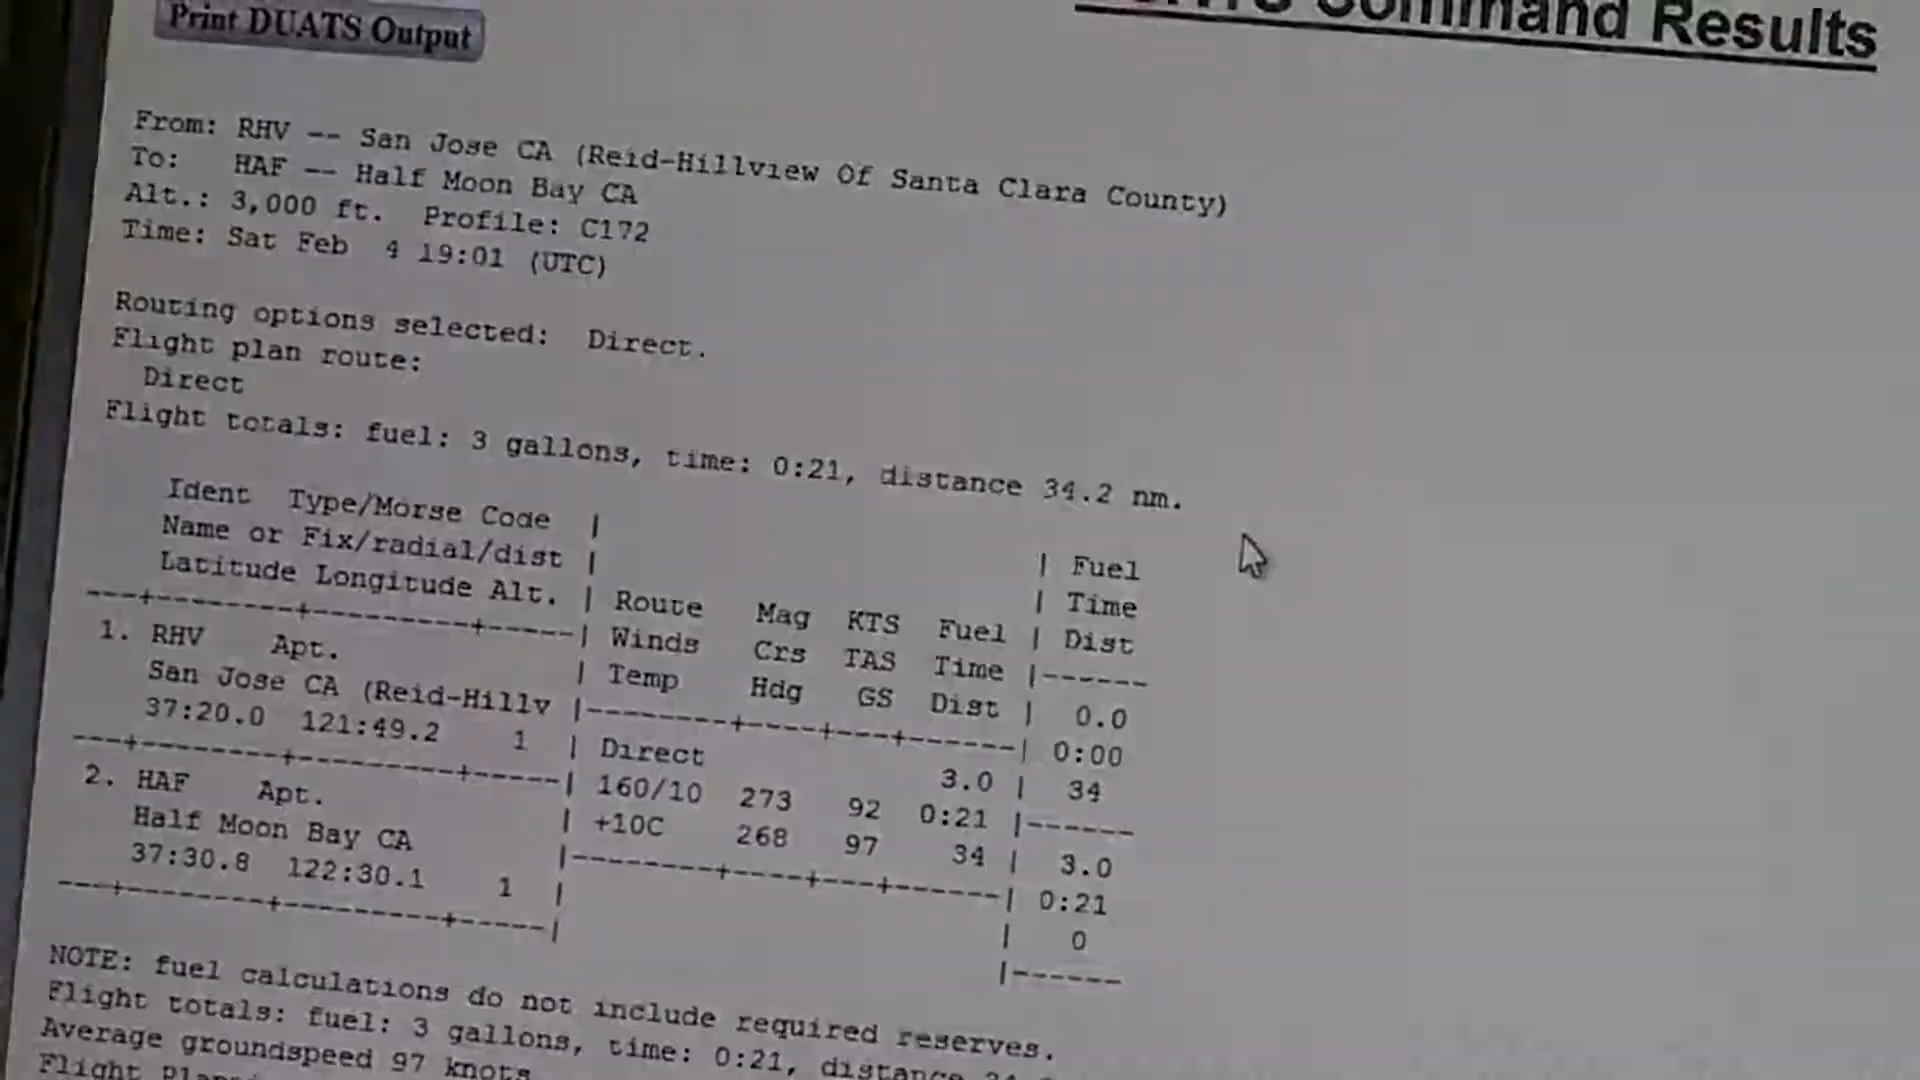 Print DUATS Output
Command Results
From: RHV -- San Jose CA (Reid-Hillview Of Santa Clara County)
To:   HAF -- Half Moon Bay CA
Alt.: 3,000 ft.  Profile: C172
Time: Sat Feb  4 19:01 (UTC)
Routing options selected:  Direct.
Flight plan route:
Direct
Flight totals: fuel: 3 gallons, time: 0:21, distance 34.2 nm.
Ident  Type/Morse Code  |
Name or Fix/radial/dist |                            | Fuel
Latitude Longitude Alt. | Route   Mag  KTS  Fuel | Time
---+---------+----------+-----| Winds   Crs  TAS  Time | Dist
1. RHV    Apt.          | Temp    Hdg  GS   Dist |------
San Jose CA (Reid-Hillv |--------+----+---+------| 0.0
37:20.0  121:49.2    1  | Direct            3.0 | 0:00
---+---------+----------+-----| 160/10  273  92   0:21 | 34
2. HAF    Apt.          | +10C    268  97   34 |------
Half Moon Bay CA        |--------+----+---+------| 3.0
37:30.8  122:30.1    1  |                        | 0:21
---+---------+----------+-----|                  | 0
|------
NOTE: fuel calculations do not include required reserves.
Flight totals: fuel: 3 gallons, time: 0:21, distance
Average groundspeed 97 knots
Flight